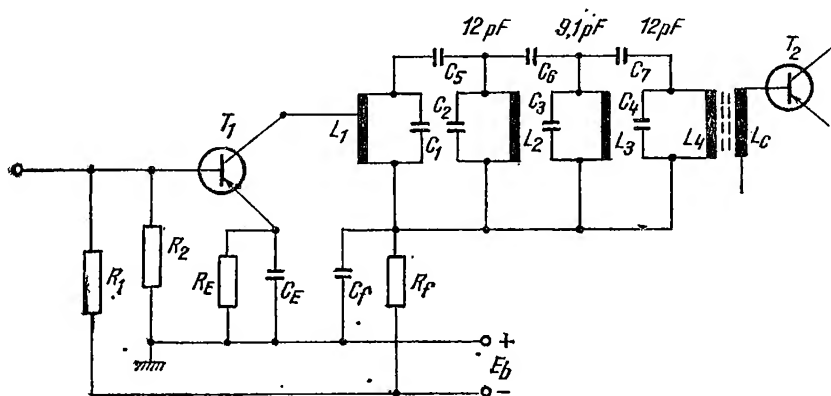 12pF 9,1pF 12pF
T2
C5 C6 C7
T1
L1 C1 C2 L2 C3 L3 C4 L4 Lc
R1 R2 RE CE Cf Rf
+
Eb
-